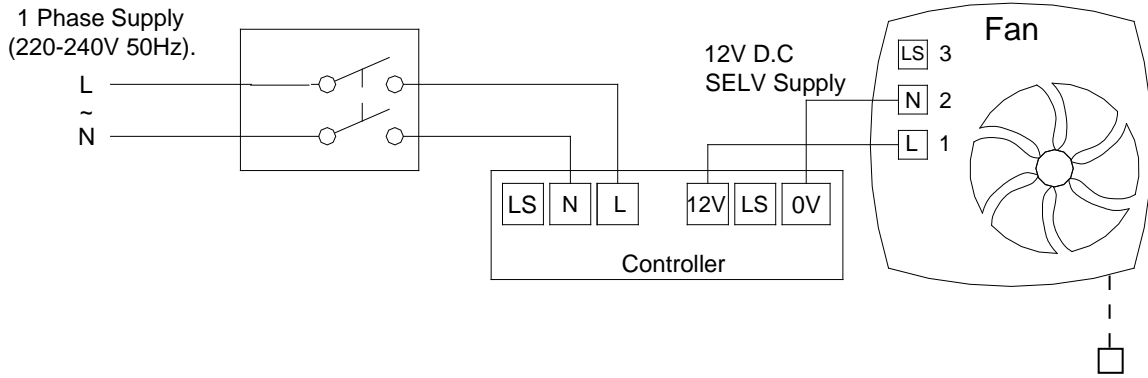 1 Phase Supply
(220-240V 50Hz).
L
~
N
12V D.C
SELV Supply
Fan
LS 3
N 2
L 1
LS N L 12V LS 0V
Controller